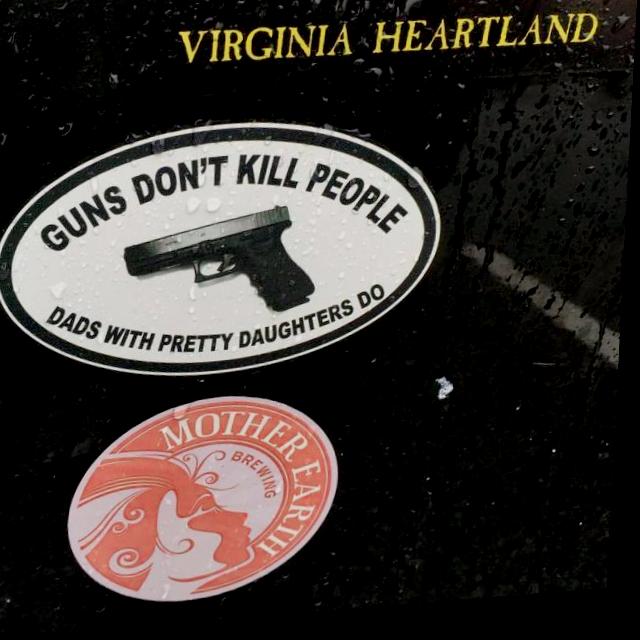 VIRGINIA HEARTLAND
GUNS DON'T KILL PEOPLE
DADS WITH PRETTY DAUGHTERS DO
MOTHER EARTH
BREWING